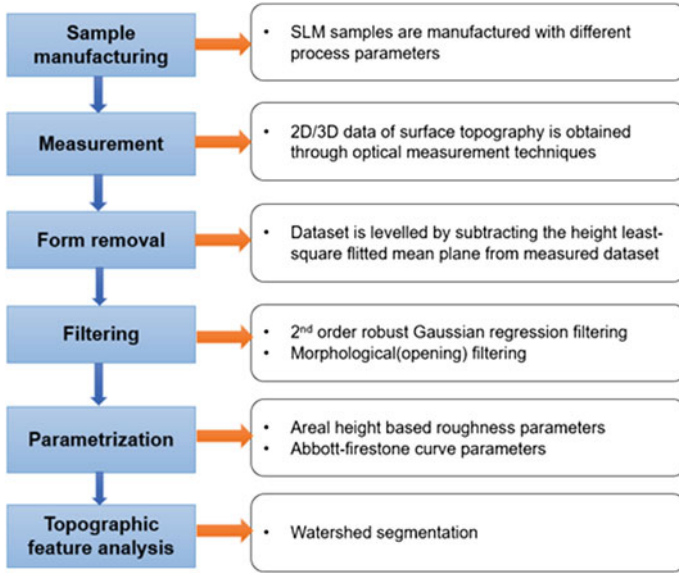 Sample
manufacturing
• SLM samples are manufactured with different
process parameters
Measurement
• 2D/3D data of surface topography is obtained
through optical measurement techniques
Form removal
• Dataset is levelled by subtracting the height least-
square flitted mean plane from measured dataset
Filtering
• 2nd order robust Gaussian regression filtering
• Morphological(opening) filtering
Parametrization
• Areal height based roughness parameters
• Abbott-firestone curve parameters
Topographic
feature analysis
• Watershed segmentation